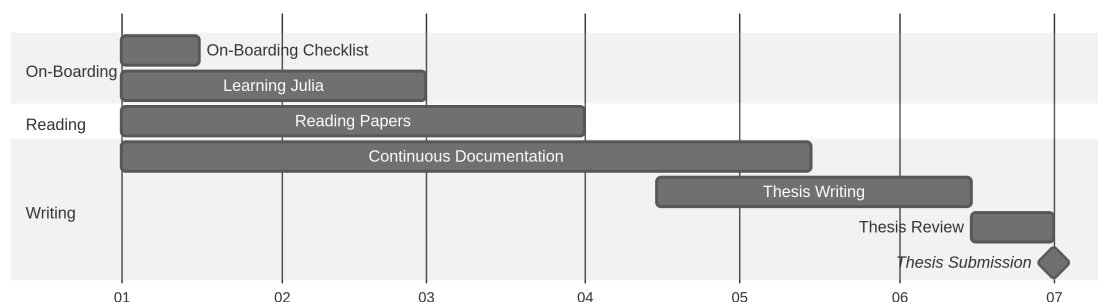 On-Boarding Checklist
On-Boarding
Learning Julia
Reading Papers
Reading
Continuous Documentation
Thesis Writing
Writing
Thesis Review
Thesis Submission
01 02 03 04 05 06 07